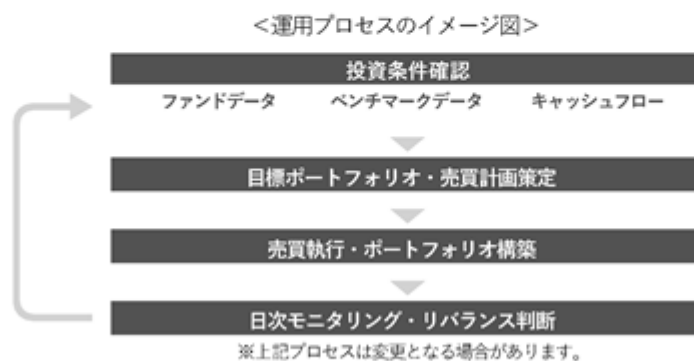 ＜運用プロセスのイメージ図＞
投資条件確認
ファンドデータ ベンチマークデータ キャッシュフロー
目標ポートフォリオ・売買計画策定
売買執行・ポートフォリオ構築
日次モニタリング・リバランス判断
※上記プロセスは変更となる場合があります。